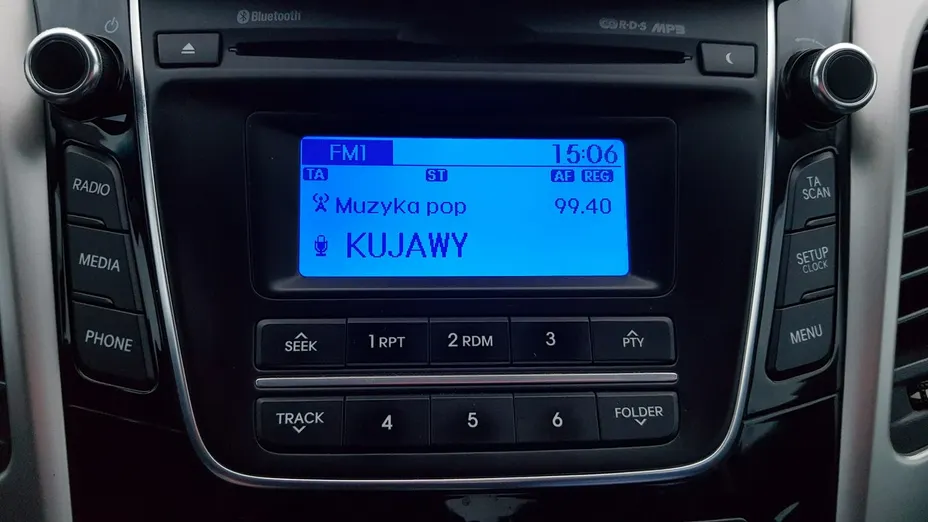 Bluetooth
R·D·S MP3
RADIO
MEDIA
PHONE
FM1 15:06
TA ST AF REG
Muzyka pop 99.40
KUJAWY
TA
SCAN
SETUP
CLOCK
MENU
SEEK 1 RPT 2 RDM 3 PTY
TRACK 4 5 6 FOLDER